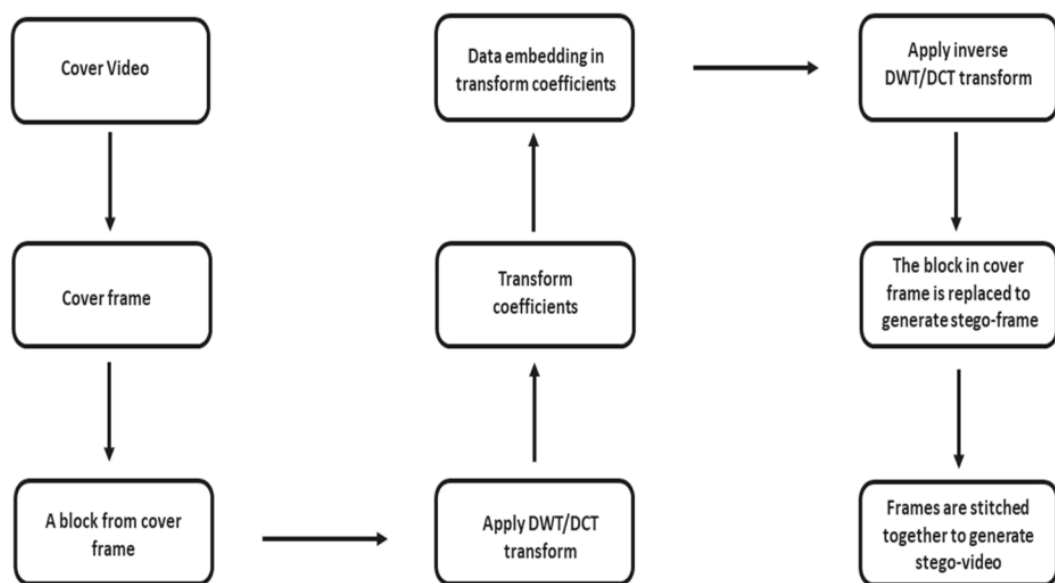 Cover Video
Cover frame
A block from cover
frame
Apply DWT/DCT
transform
Transform
coefficients
Data embedding in
transform coefficients
Apply inverse
DWT/DCT transform
The block in cover
frame is replaced to
generate stego-frame
Frames are stitched
together to generate
stego-video